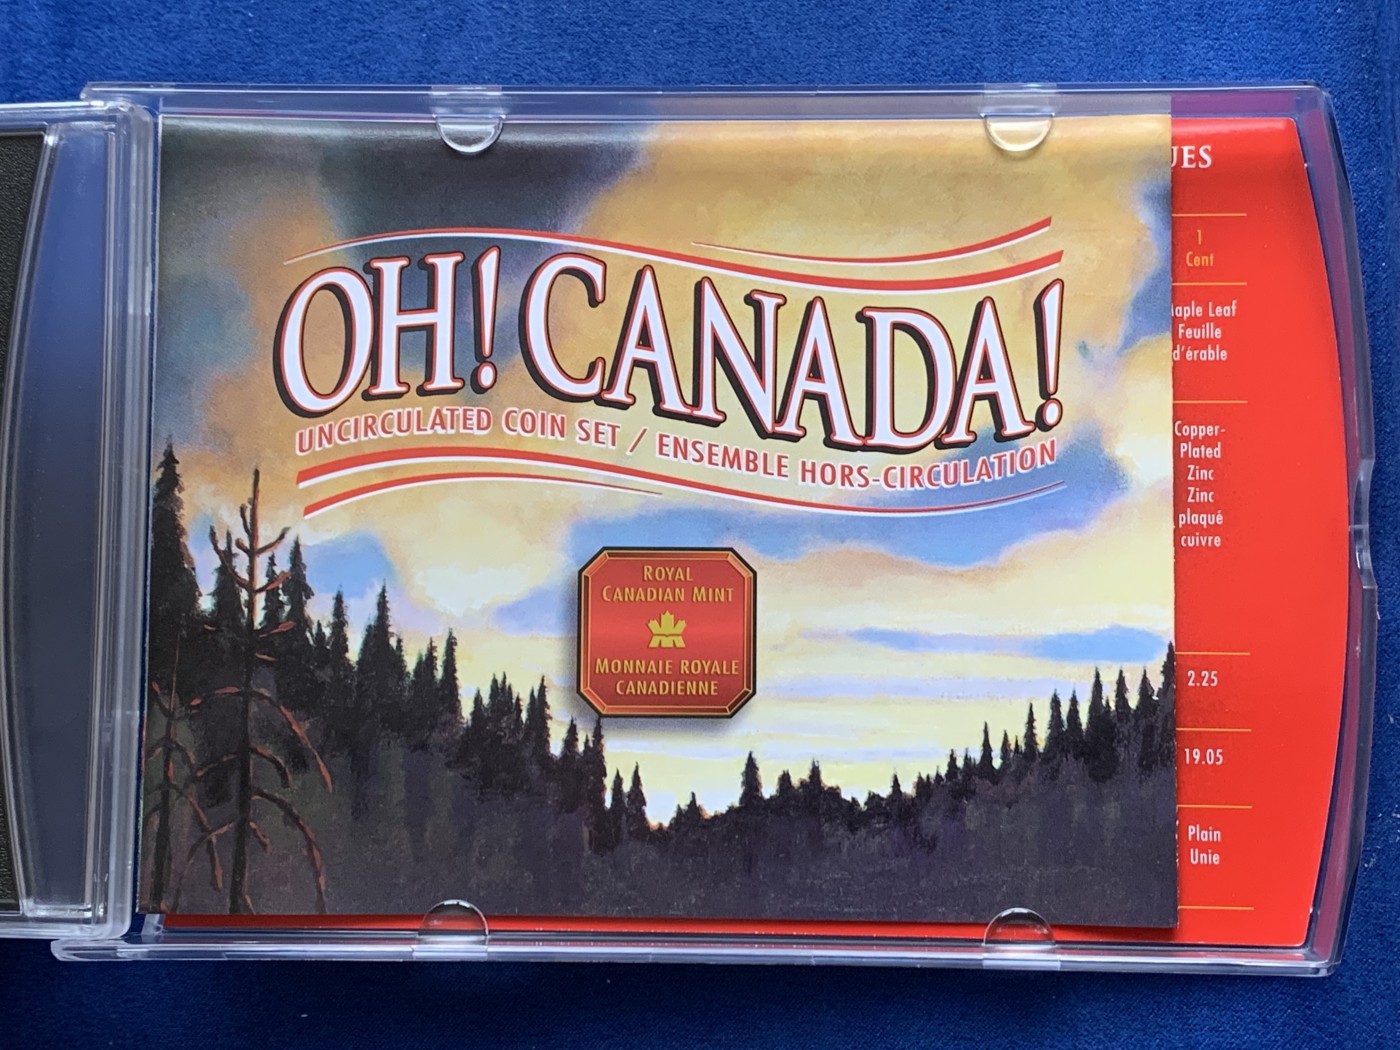 OH! CANADA!
UNCIRCULATED COIN SET / ENSEMBLE HORS-CIRCULATION
ROYAL
CANADIAN MINT
MONNAIE ROYALE
CANADIENNE
UES
1
Cent
aple Leaf
Feuille
d'érable
Copper-
Plated
Zinc
Zinc
plaqué
cuivre
2.25
19.05
Plain
Unie